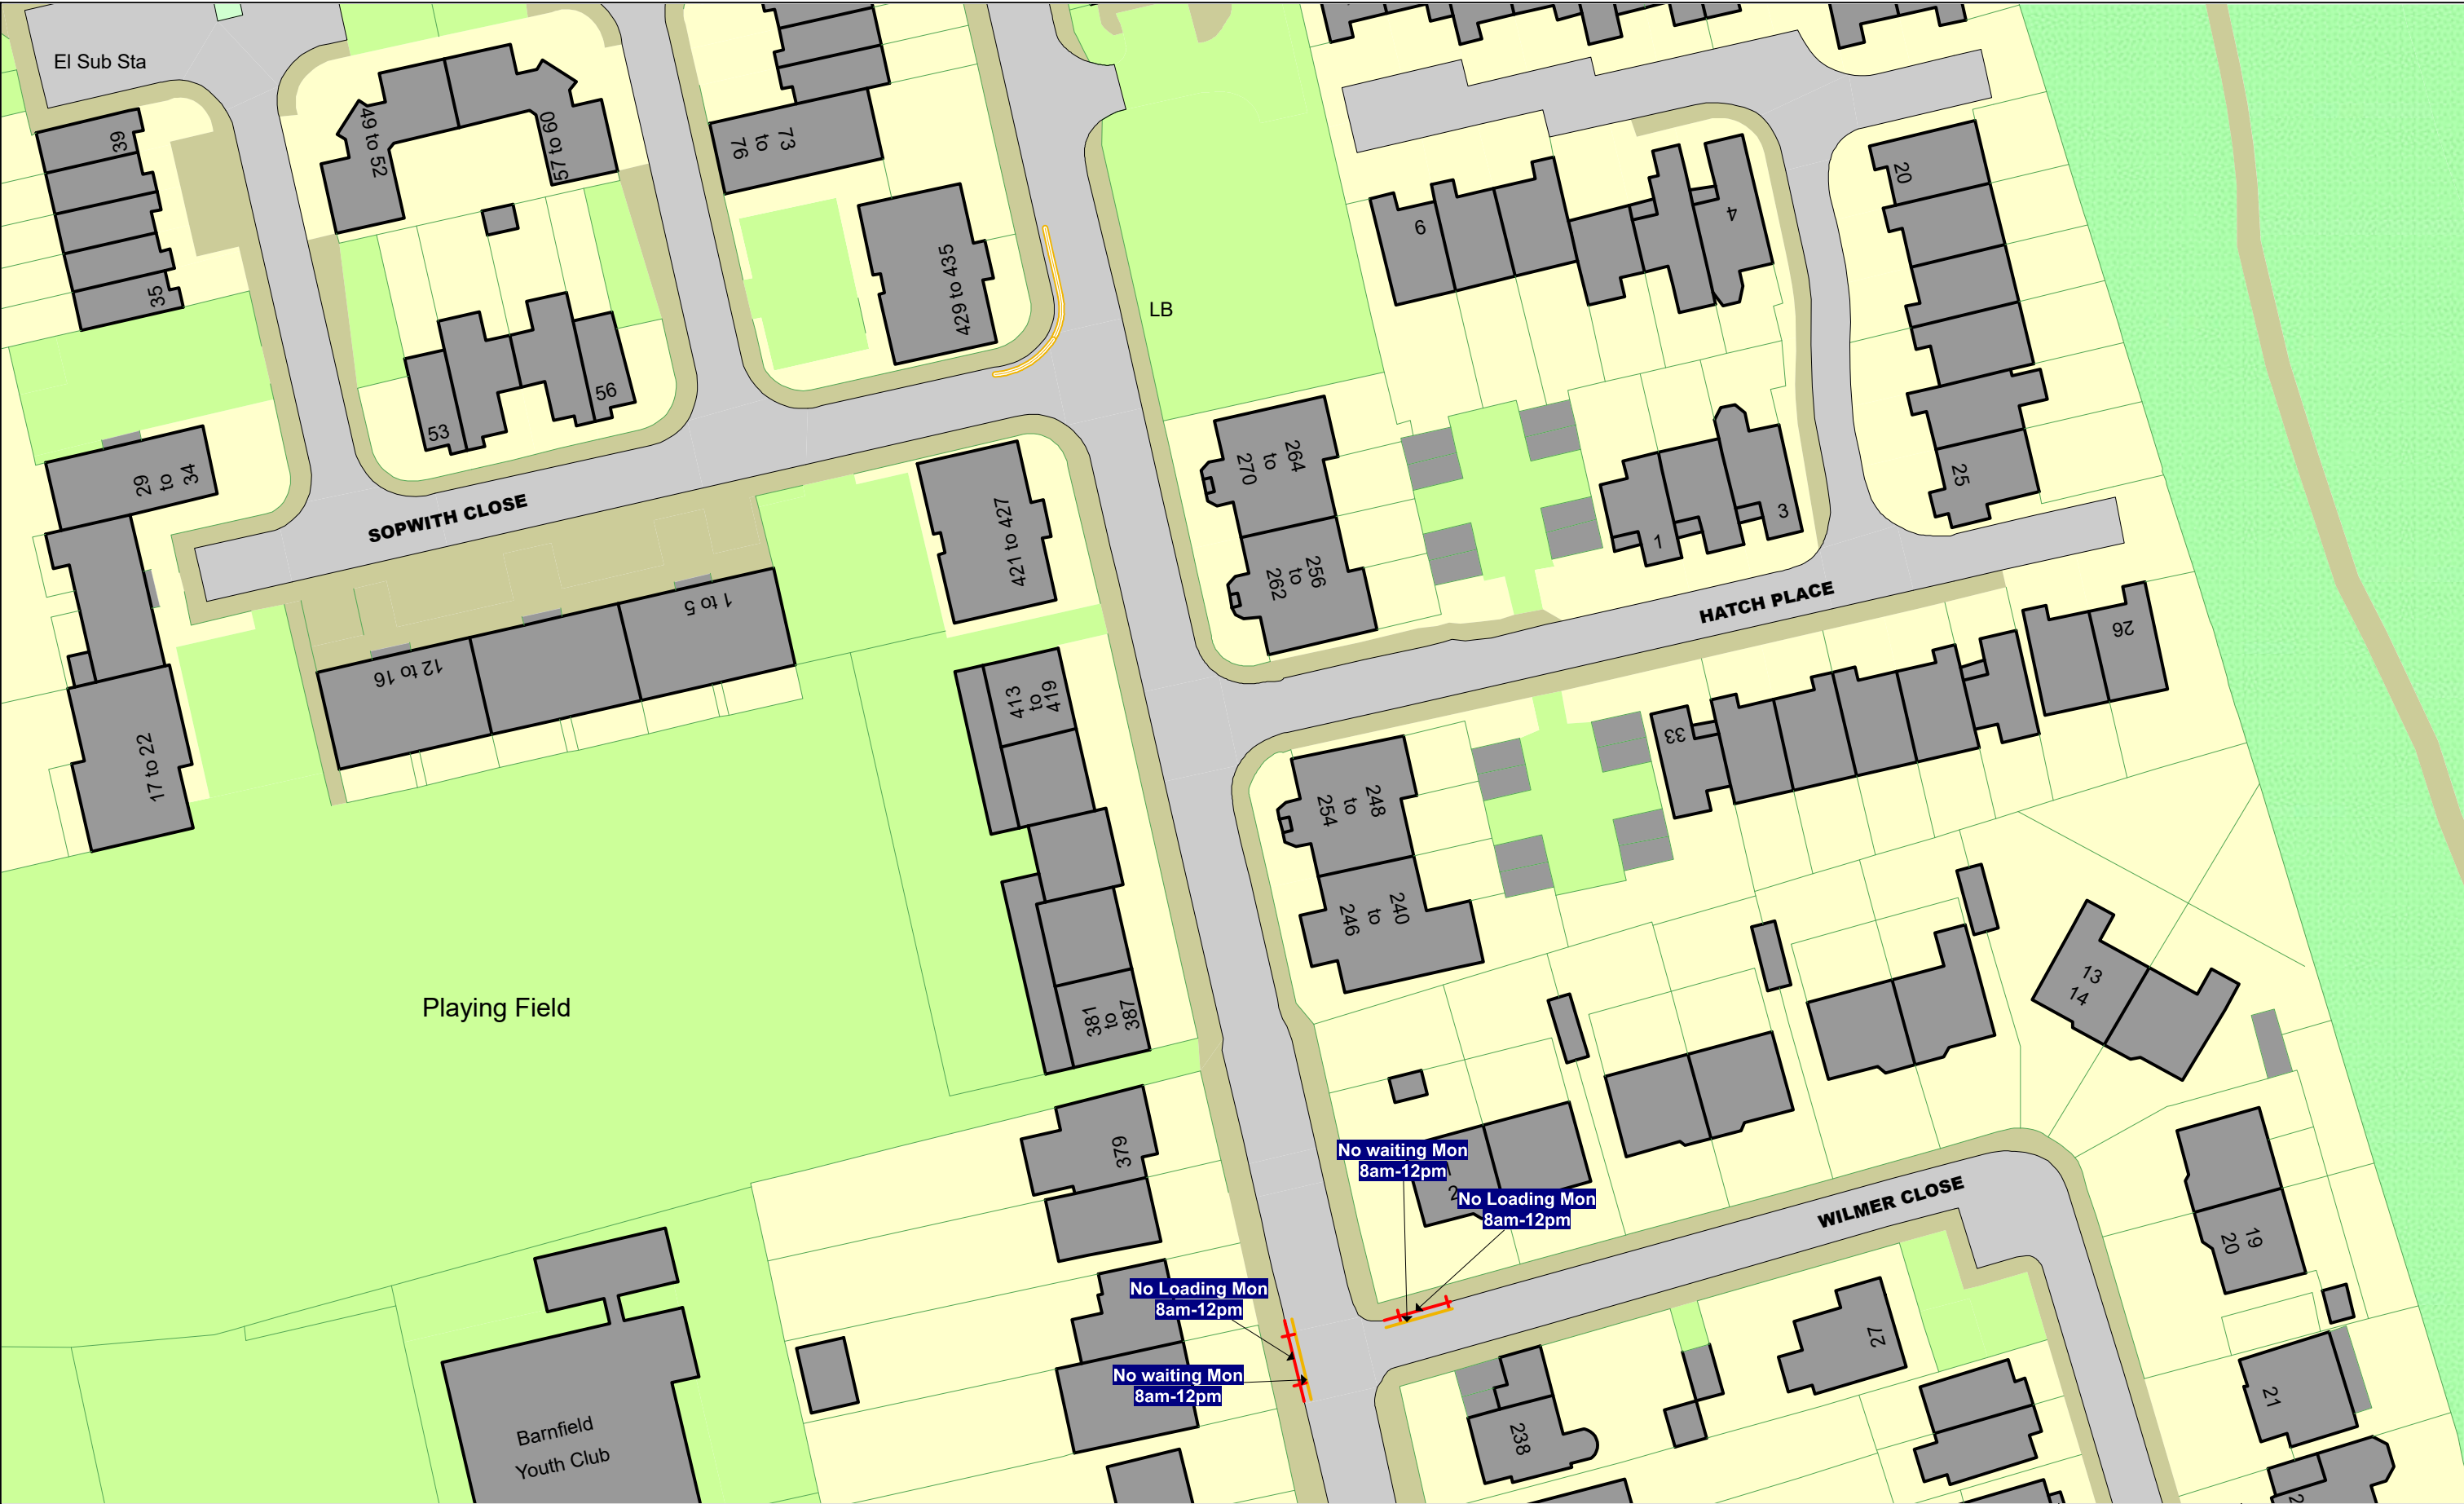 El Sub Sta
39
49 to 52
57 to 60
76
to
73
20
6
4
35
429 to 435
LB
53
56
29
to
34
270
to
264
25
SOPWITH CLOSE
421 to 427
1
3
262
to
256
1 to 5
HATCH PLACE
12 to 16
26
413
to
419
33
17 to 22
254
to
248
246
to
240
Playing Field
13
14
381
to
387
379
No waiting Mon
8am-12pm
2
No Loading Mon
8am-12pm
WILMER CLOSE
19
20
No Loading Mon
8am-12pm
27
No waiting Mon
8am-12pm
21
238
Barnfield
Youth Club